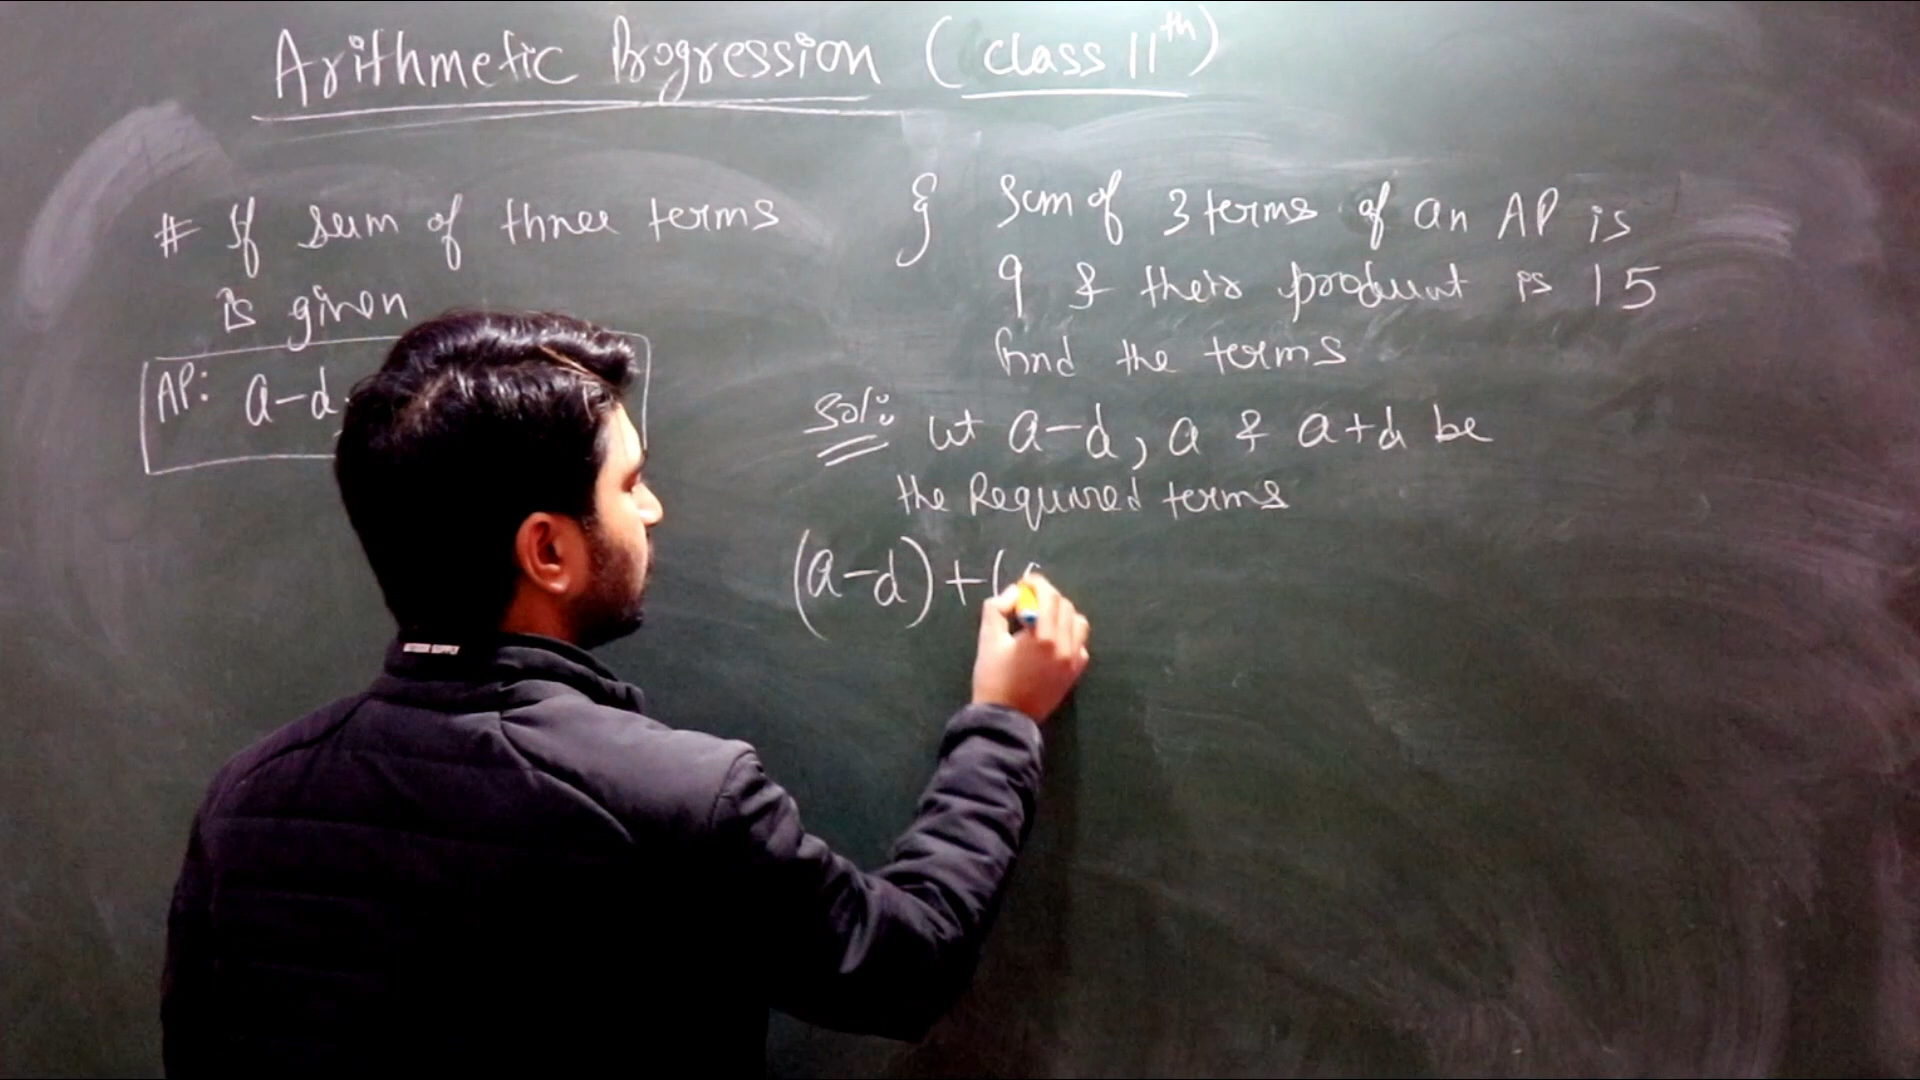 Arithmetic Progression (class 11th)
# If sum of three terms
is given
AP: a-d
Sum of 3 terms of an AP is
9 & their product is 15
find the terms
Sol: let a-d, a & a+d be
the Required terms
(a-d)+(